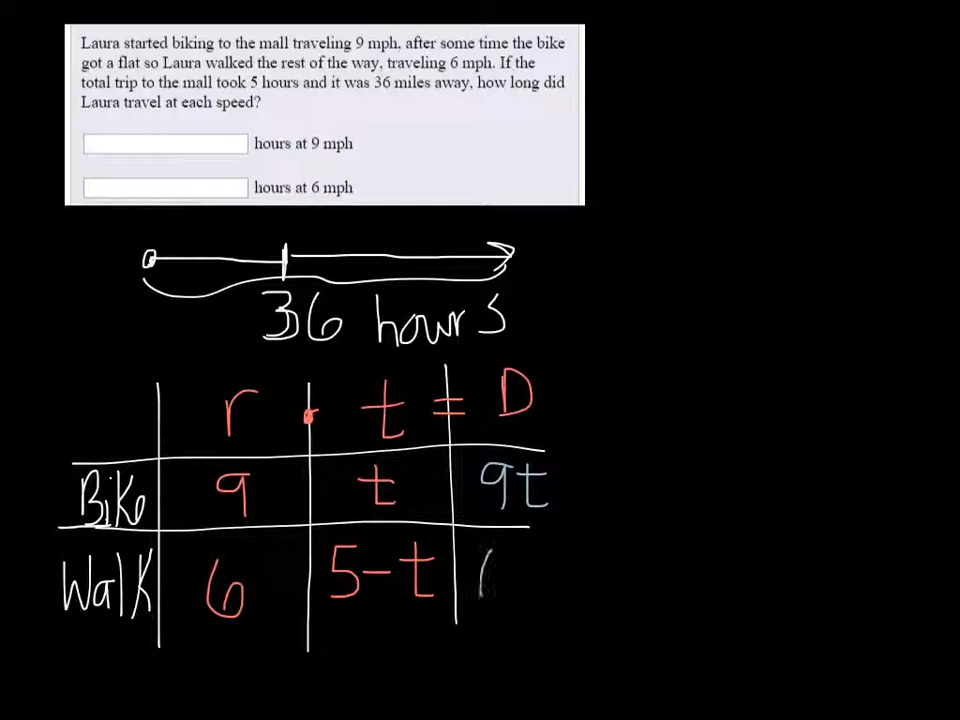 Laura started biking to the mall traveling 9 mph, after some time the bike
got a flat so Laura walked the rest of the way, traveling 6 mph. If the
total trip to the mall took 5 hours and it was 36 miles away, how long did
Laura travel at each speed?
hours at 9 mph
hours at 6 mph
36 hours
r · t = D
Bike 9 t 9t
Walk 6 5-t